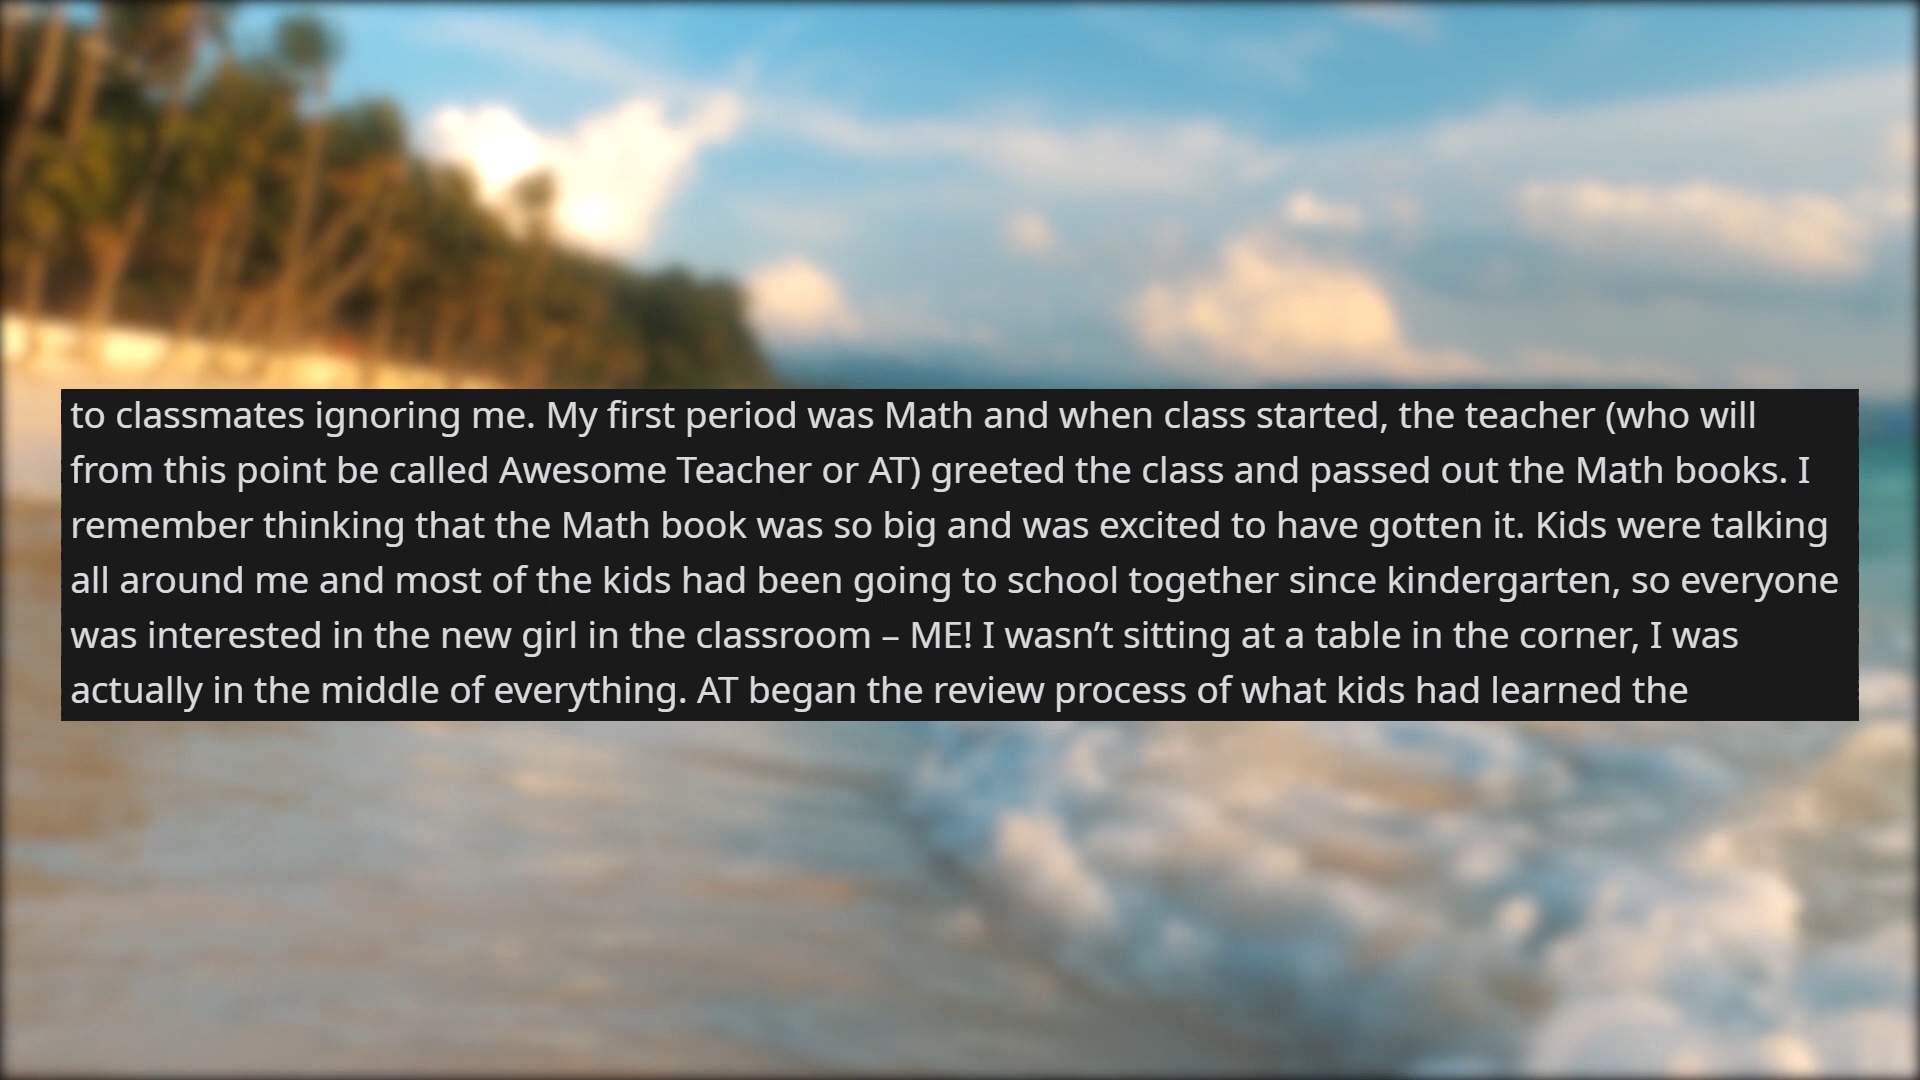 to classmates ignoring me. My first period was Math and when class started, the teacher (who will
from this point be called Awesome Teacher or AT) greeted the class and passed out the Math books. I
remember thinking that the Math book was so big and was excited to have gotten it. Kids were talking
all around me and most of the kids had been going to school together since kindergarten, so everyone
was interested in the new girl in the classroom – ME! I wasn’t sitting at a table in the corner, I was
actually in the middle of everything. AT began the review process of what kids had learned the